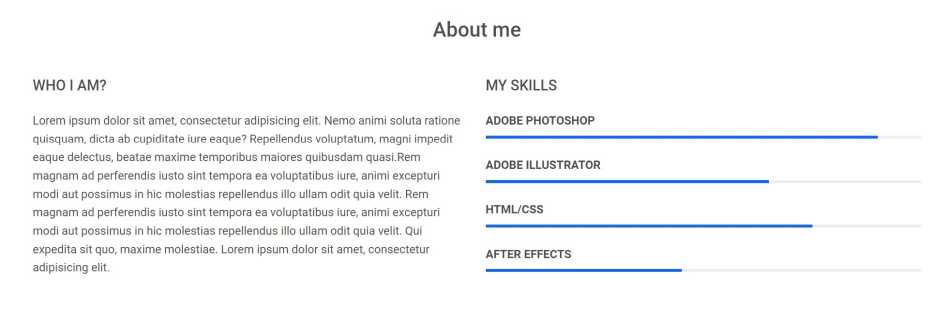 About me
WHO I AM?
Lorem ipsum dolor sit amet, consectetur adipisicing elit. Nemo animi soluta ratione
quisquam, dicta ab cupiditate iure eaque? Repellendus voluptatum, magni impedit
eaque delectus, beatae maxime temporibus maiores quibusdam quasi.Rem
magnam ad perferendis iusto sint tempora ea voluptatibus iure, animi excepturi
modi aut possimus in hic molestias repellendus illo ullam odit quia velit. Rem
magnam ad perferendis iusto sint tempora ea voluptatibus iure, animi excepturi
modi aut possimus in hic molestias repellendus illo ullam odit quia velit. Qui
expedita sit quo, maxime molestiae. Lorem ipsum dolor sit amet, consectetur
adipisicing elit.
MY SKILLS
ADOBE PHOTOSHOP
ADOBE ILLUSTRATOR
HTML/CSS
AFTER EFFECTS